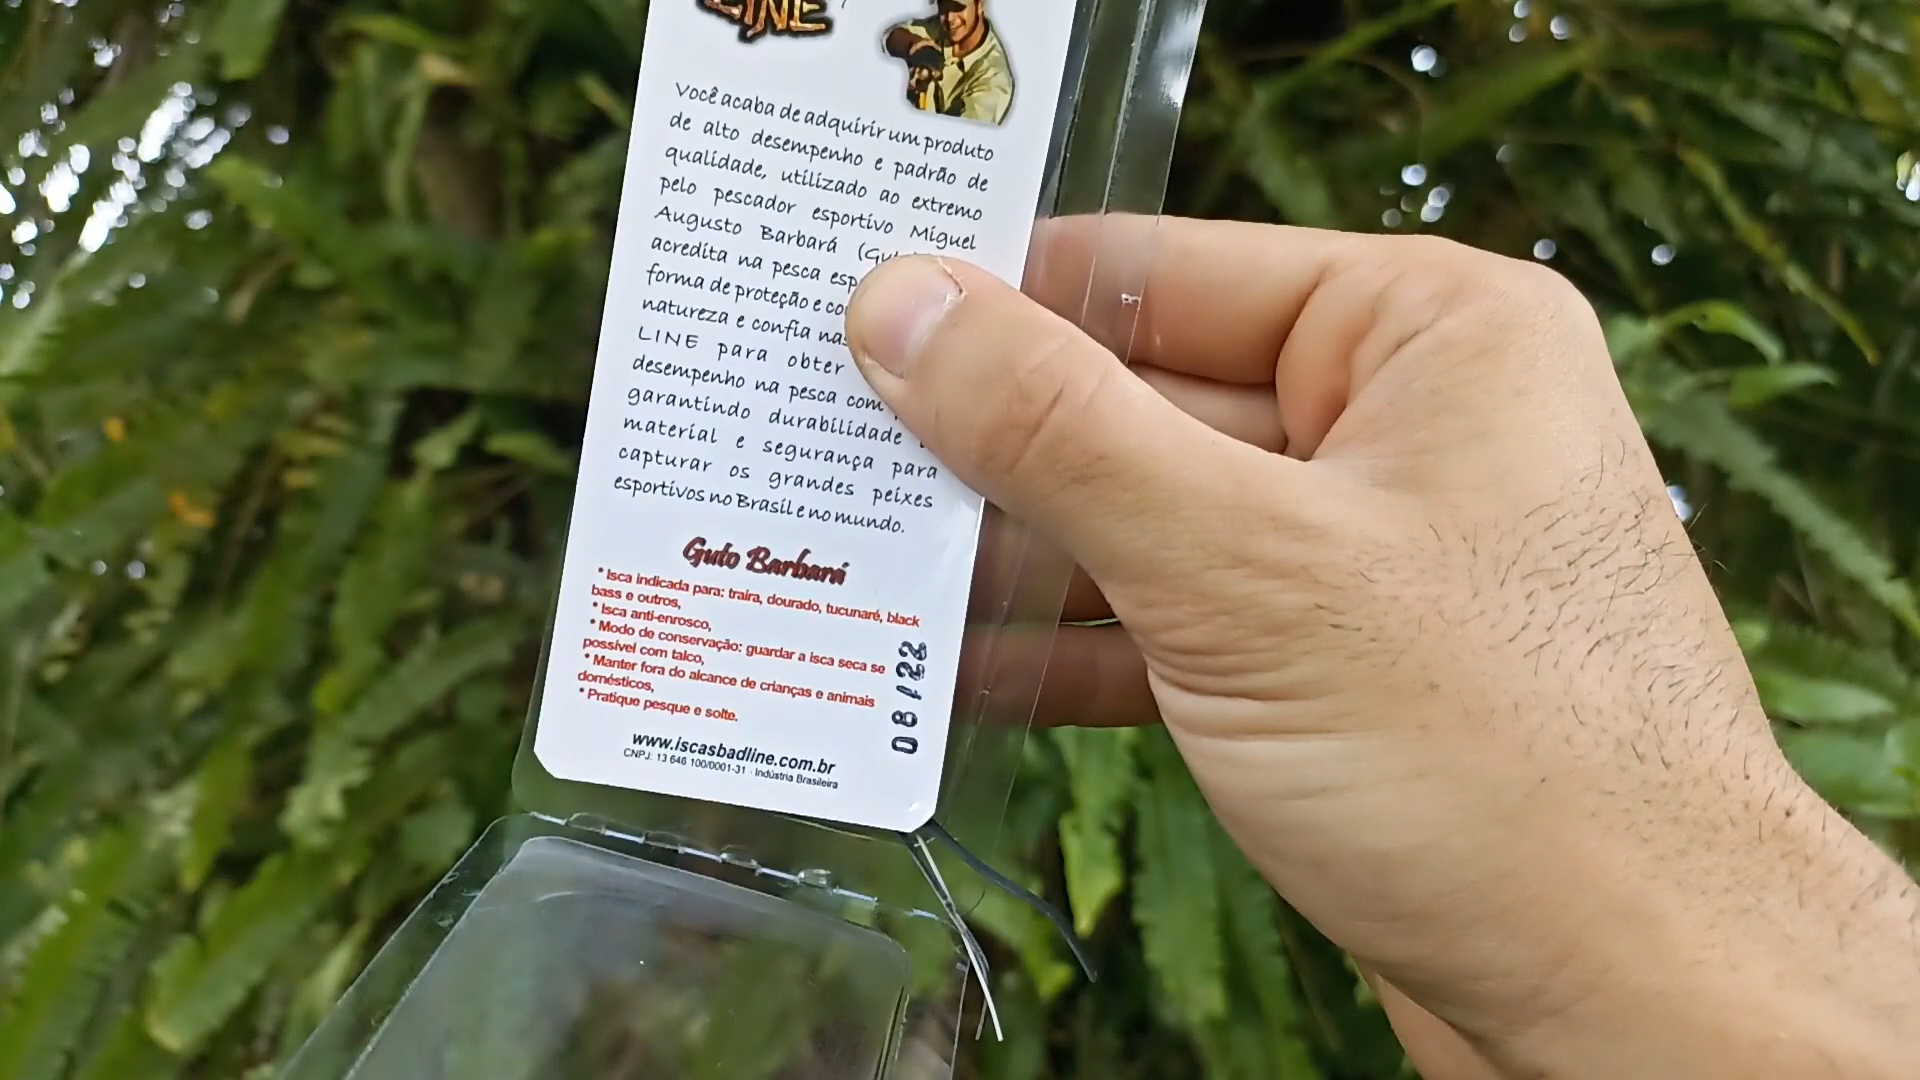 LINE
Você acaba de adquirir um produto
de alto desempenho e padrão de
qualidade, utilizado ao extremo
pelo pescador esportivo Miguel
Augusto Barbará
acredita na pesca
forma de proteção e
natureza e confia
LINE para obter
desempenho na pesca com
garantindo durabilidade
material e segurança para
capturar os grandes peixes
esportivos no Brasil e no mundo.
Guto Barbará
* Isca indicada para: traíra, dourado, tucunaré, black
bass e outros,
* Isca anti-enrosco,
* Modo de conservação: guardar a isca seca se
possível com talco,
* Manter fora do alcance de crianças e animais
domésticos,
* Pratique pesque e solte.
08/22
www.iscasbadline.com.br
CNPJ: 13 646 100/0001-31 - Indústria Brasileira